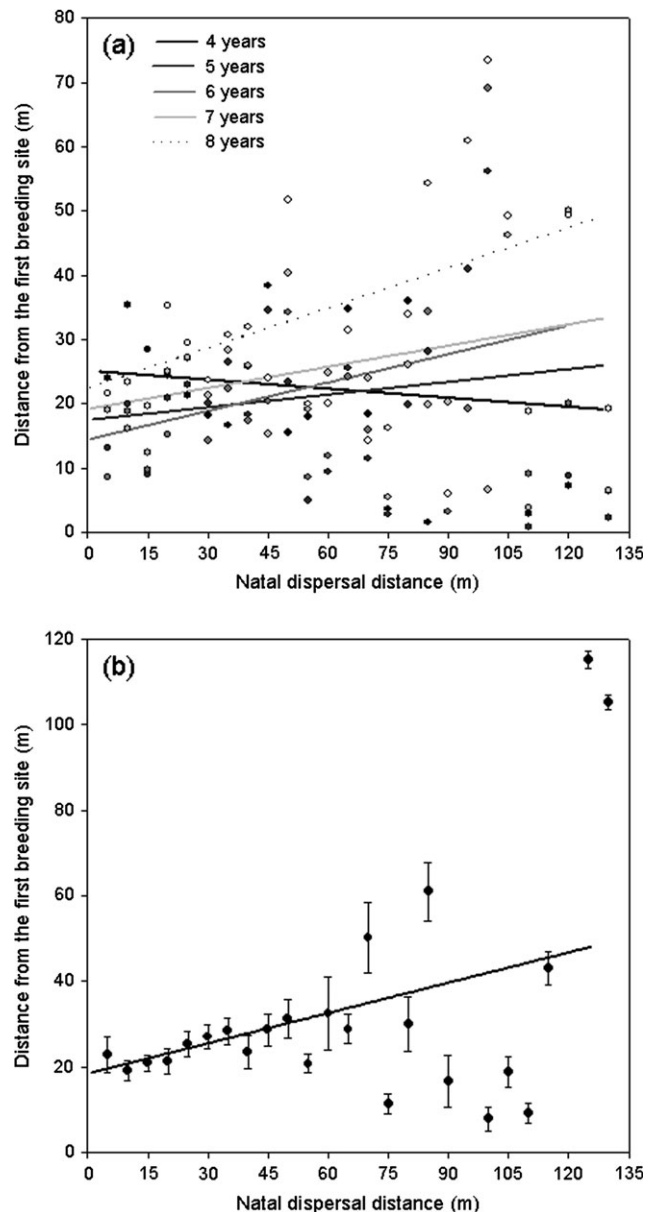 80
70
60
50
40
30
20
10
0
(a)
4 years
5 years
6 years
7 years
8 years
Distance from the first breeding site (m)
0 15 30 45 60 75 90 105 120 135
Natal dispersal distance (m)
120
100
80
60
40
20
0
(b)
Distance from the first breeding site (m)
0 15 30 45 60 75 90 105 120 135
Natal dispersal distance (m)